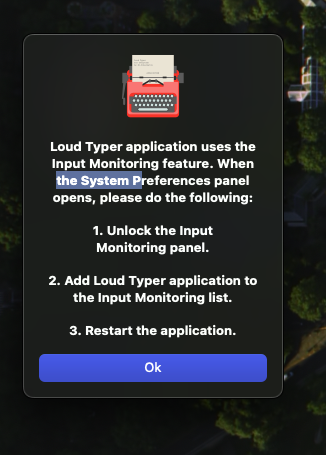 Loud Typer application uses the
Input Monitoring feature. When
the System Preferences panel
opens, please do the following:
1. Unlock the Input
Monitoring panel.
2. Add Loud Typer application to
the Input Monitoring list.
3. Restart the application.
Ok